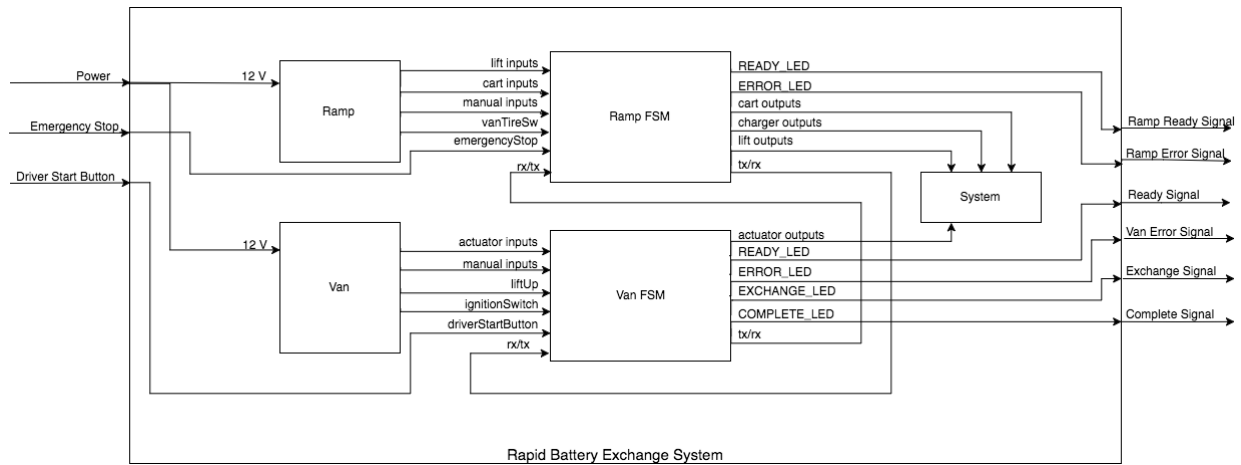 Power
Emergency Stop
Driver Start Button
12 V
Ramp
lift inputs
cart inputs
manual inputs
vanTireSw
emergencyStop
rx/tx
Ramp FSM
READY_LED
ERROR_LED
cart outputs
charger outputs
lift outputs
tx/rx
System
Ramp Ready Signal
Ramp Error Signal
Ready Signal
Van Error Signal
Exchange Signal
Complete Signal
12 V
Van
actuator inputs
manual inputs
liftUp
ignitionSwitch
driverStartButton
rx/tx
Van FSM
actuator outputs
READY_LED
ERROR_LED
EXCHANGE_LED
COMPLETE_LED
tx/rx
Rapid Battery Exchange System